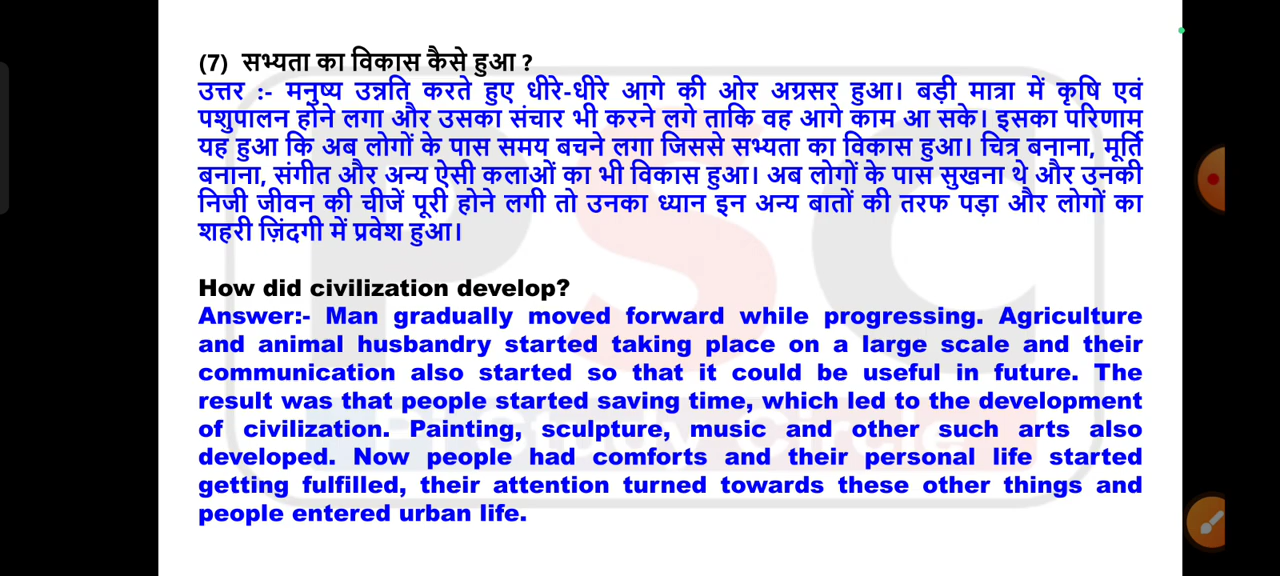 (7) सभ्यता का विकास कैसे हुआ ?
उत्तर :- मनुष्य उन्नति करते हुए धीरे-धीरे आगे की ओर अग्रसर हुआ। बड़ी मात्रा में कृषि एवं
पशुपालन होने लगा और उसका संचार भी करने लगे ताकि वह आगे काम आ सके। इसका परिणाम
यह हुआ कि अब लोगों के पास समय बचने लगा जिससे सभ्यता का विकास हुआ। चित्र बनाना, मूर्ति
बनाना, संगीत और अन्य ऐसी कलाओं का भी विकास हुआ। अब लोगों के पास सुखना थे और उनकी
निजी जीवन की चीजें पूरी होने लगी तो उनका ध्यान इन अन्य बातों की तरफ पड़ा और लोगों का
शहरी ज़िंदगी में प्रवेश हुआ।
How did civilization develop?
Answer:- Man gradually moved forward while progressing. Agriculture
and animal husbandry started taking place on a large scale and their
communication also started so that it could be useful in future. The
result was that people started saving time, which led to the development
of civilization. Painting, sculpture, music and other such arts also
developed. Now people had comforts and their personal life started
getting fulfilled, their attention turned towards these other things and
people entered urban life.
PSC